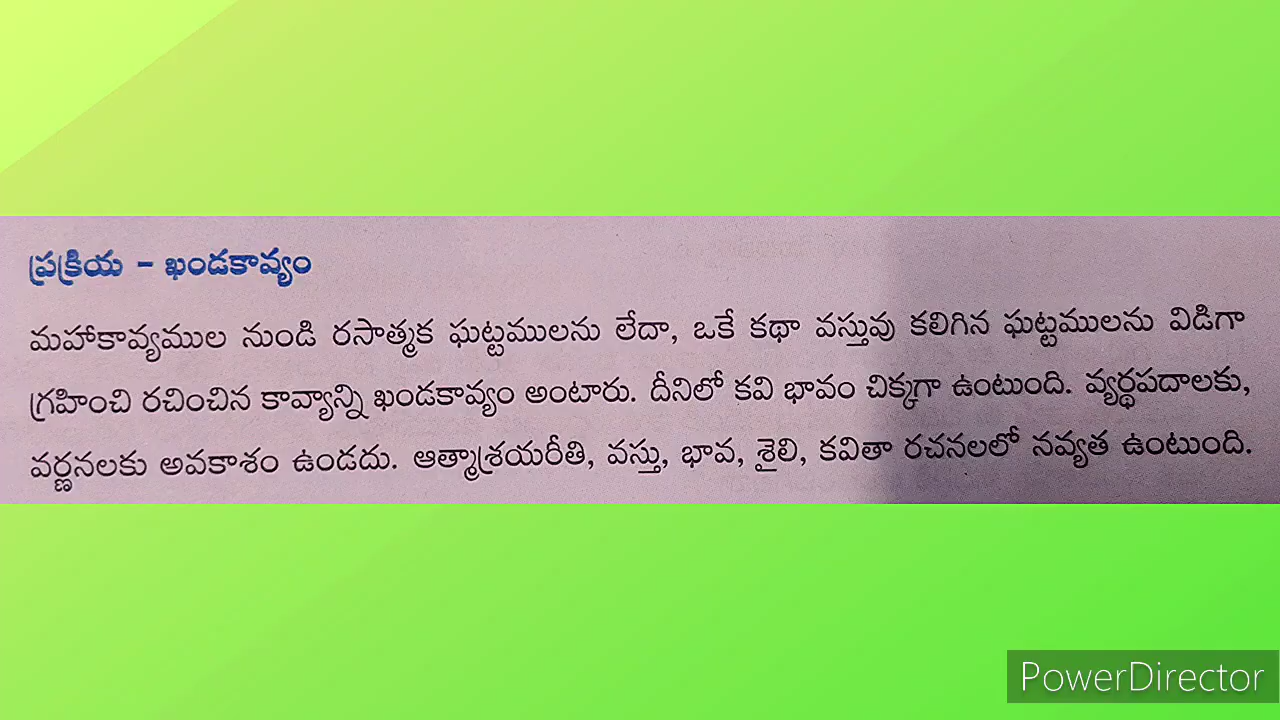 ప్రక్రియ - ఖండకావ్యం
మహాకావ్యముల నుండి రసాత్మక ఘట్టములను లేదా, ఒకే కథా వస్తువు కలిగిన ఘట్టములను విడిగా
గ్రహించి రచించిన కావ్యాన్ని ఖండకావ్యం అంటారు. దీనిలో కవి భావం చిక్కగా ఉంటుంది. వ్యర్థపదాలకు,
వర్ణనలకు అవకాశం ఉండదు. ఆత్మాశ్రయరీతి, వస్తు, భావ, శైలి, కవితా రచనలలో నవ్యత ఉంటుంది.
PowerDirector